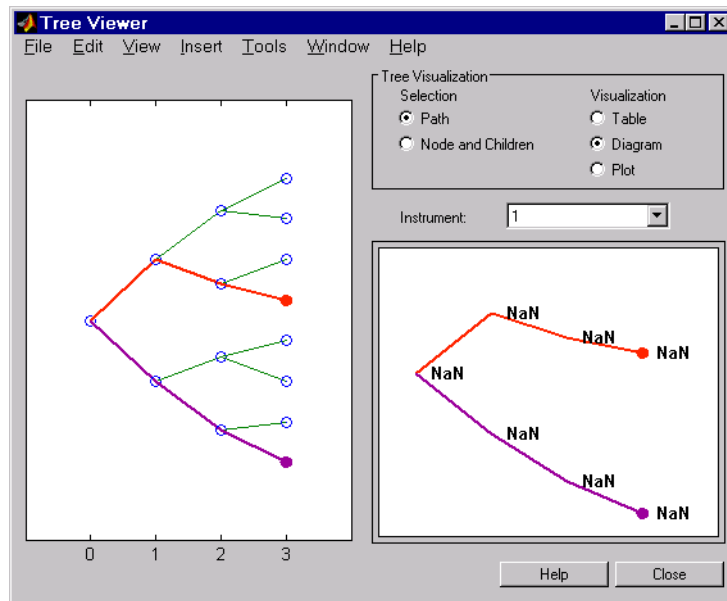 Tree Viewer
File Edit View Insert Tools Window Help
Tree Visualization
Selection Visualization
Path Table
Node and Children Diagram
Plot
Instrument: 1
NaN
NaN
NaN
NaN
NaN
NaN
NaN
0 1 2 3
Help Close